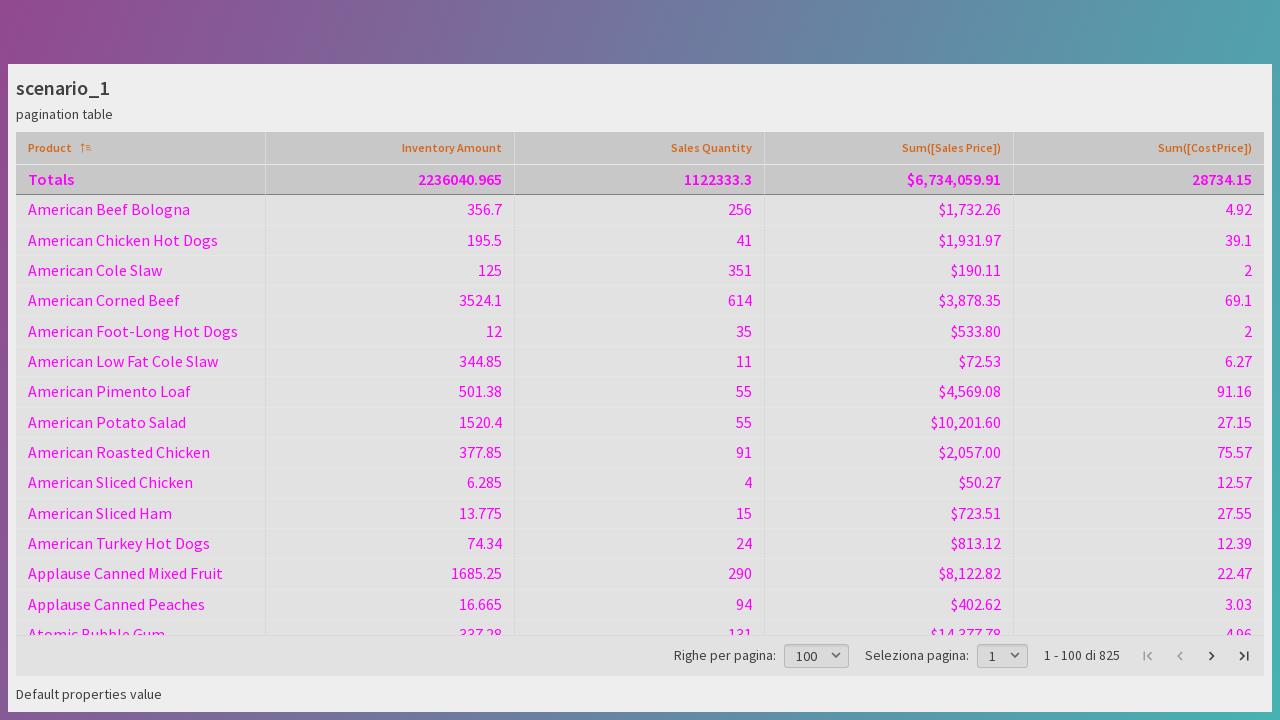 scenario_1
pagination table
Product Inventory Amount Sales Quantity Sum([Sales Price]) Sum([CostPrice])
Totals 2236040.965 1122333.3 $6,734,059.91 28734.15
American Beef Bologna 356.7 256 $1,732.26 4.92
American Chicken Hot Dogs 195.5 41 $1,931.97 39.1
American Cole Slaw 125 351 $190.11 2
American Corned Beef 3524.1 614 $3,878.35 69.1
American Foot-Long Hot Dogs 12 35 $533.80 2
American Low Fat Cole Slaw 344.85 11 $72.53 6.27
American Pimento Loaf 501.38 55 $4,569.08 91.16
American Potato Salad 1520.4 55 $10,201.60 27.15
American Roasted Chicken 377.85 91 $2,057.00 75.57
American Sliced Chicken 6.285 4 $50.27 12.57
American Sliced Ham 13.775 15 $723.51 27.55
American Turkey Hot Dogs 74.34 24 $813.12 12.39
Applause Canned Mixed Fruit 1685.25 290 $8,122.82 22.47
Applause Canned Peaches 16.665 94 $402.62 3.03
Atomic Bubble Gum 337.28 131 $14,377.78 4.96
Righe per pagina: 100 Seleziona pagina: 1 1 - 100 di 825
Default properties value